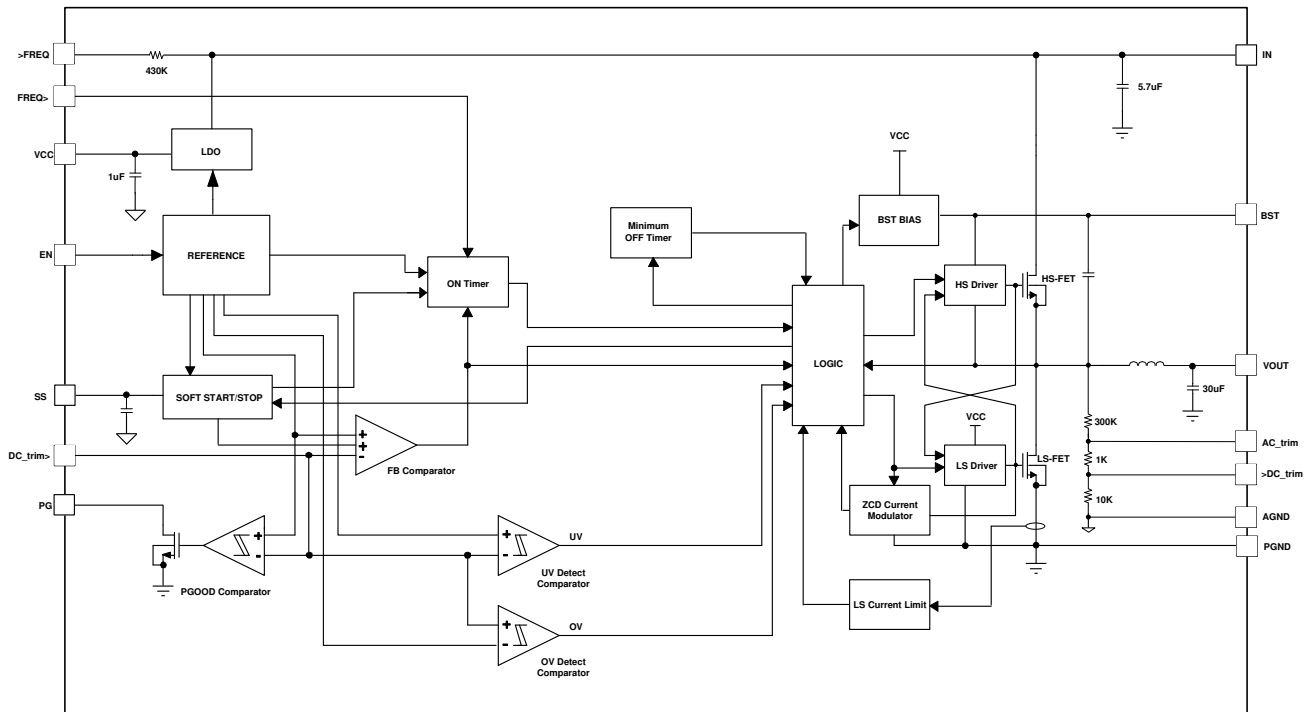 >FREQ
430K
IN
5.7uF
FREQ>
VCC
LDO
VCC
1uF
BST BIAS
BST
Minimum
OFF Timer
EN
REFERENCE
ON Timer
HS Driver
HS-FET
LOGIC
VOUT
30uF
SS
SOFT START/STOP
VCC
300K
AC_trim
DC_trim>
+
+
-
FB Comparator
LS Driver
LS-FET
1K
>DC_trim
10K
PG
ZCD Current
Modulator
AGND
PGND
+
-
PGOOD Comparator
+
-
UV
UV Detect
Comparator
LS Current Limit
+
-
OV
OV Detect
Comparator